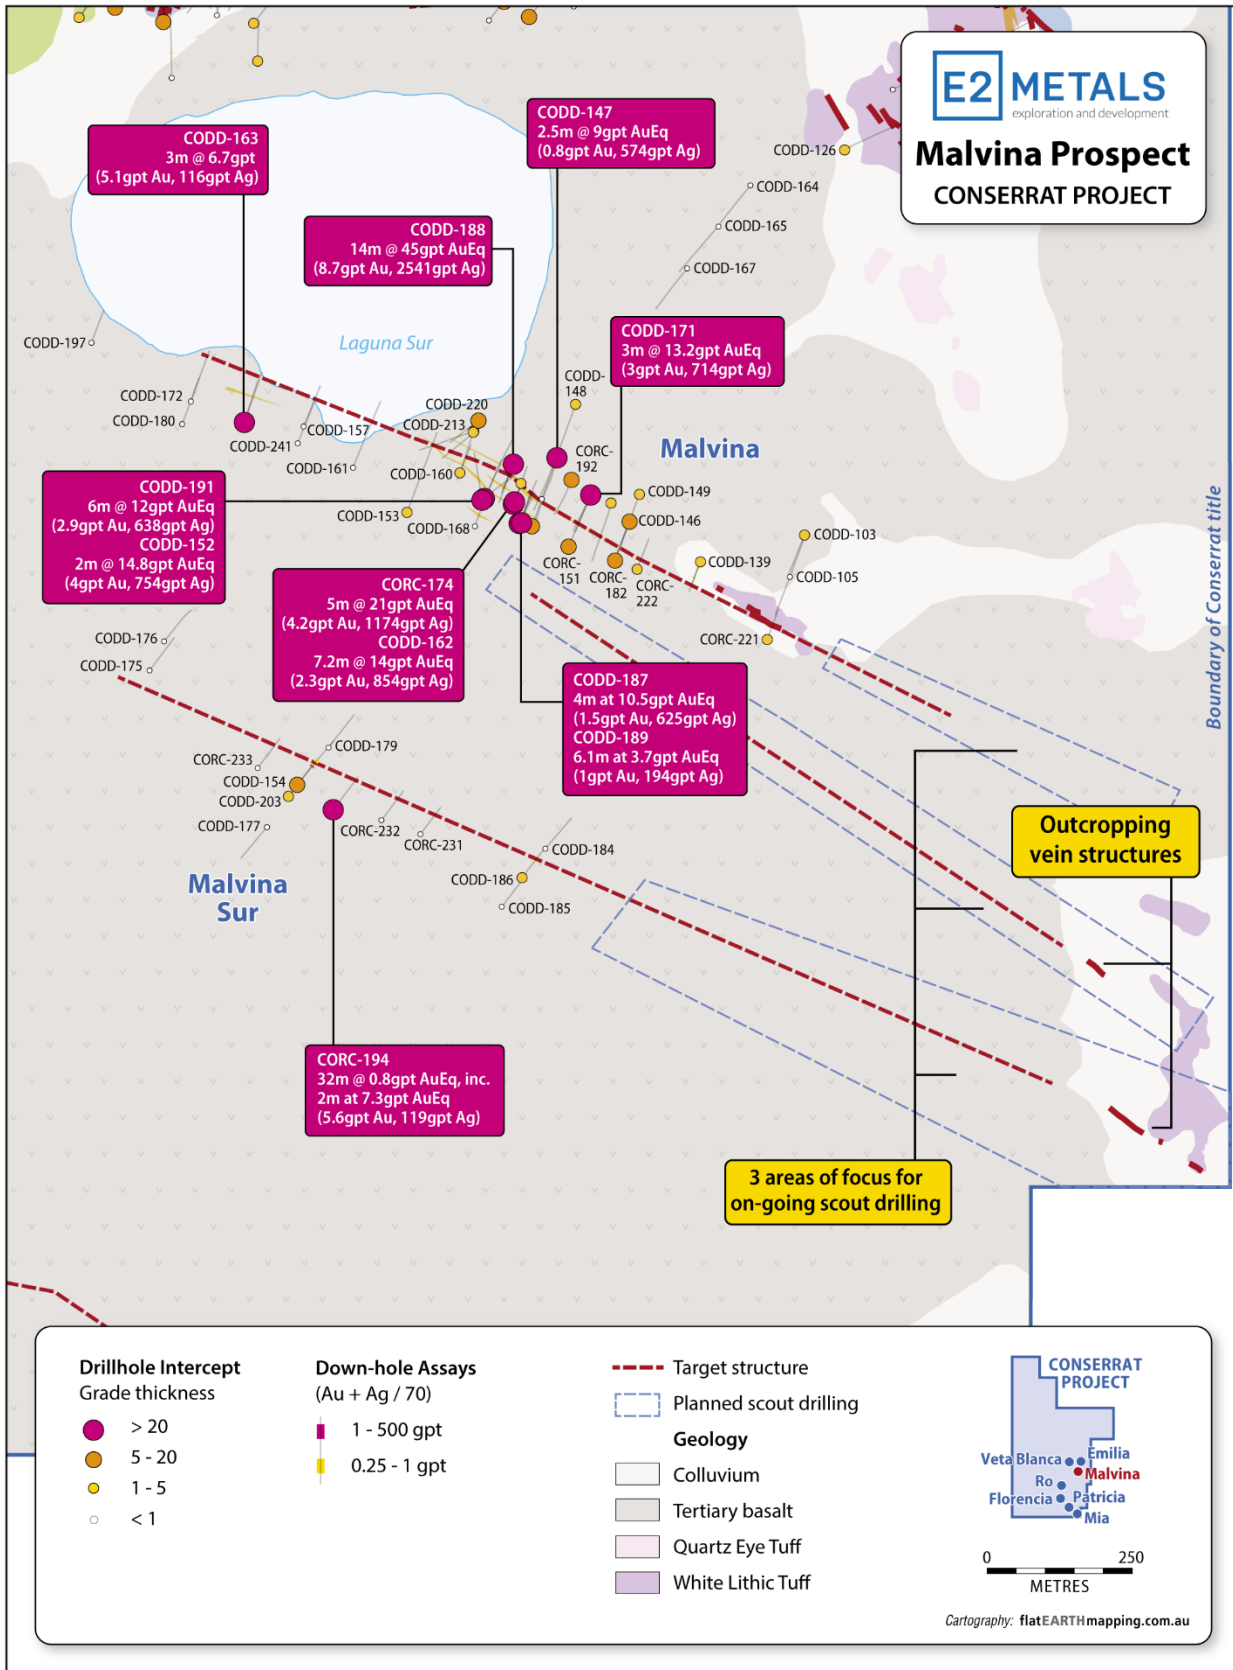 E2 METALS
exploration and development
Malvina Prospect
CONSERRAT PROJECT
CODD-147
2.5m @ 9gpt AuEq
(0.8gpt Au, 574gpt Ag)
CODD-163
3m @ 6.7gpt
(5.1gpt Au, 116gpt Ag)
CODD-126
CODD-164
CODD-188
14m @ 45gpt AuEq
(8.7gpt Au, 2541gpt Ag)
CODD-165
CODD-167
CODD-171
3m @ 13.2gpt AuEq
(3gpt Au, 714gpt Ag)
Laguna Sur
CODD-197
CODD-172
CODD-180
CODD-241
CODD-157
CODD-161
CODD-220
CODD-213
CODD-160
CODD-153
CODD-168
CODD-
148
CORC-
192
Malvina
CODD-149
CODD-146
CORC-
151
CORC-
182
CORC-
222
CODD-139
CODD-103
CODD-105
CORC-221
Boundary of Conserrat title
CODD-191
6m @ 12gpt AuEq
(2.9gpt Au, 638gpt Ag)
CODD-152
2m @ 14.8gpt AuEq
(4gpt Au, 754gpt Ag)
CORC-174
5m @ 21gpt AuEq
(4.2gpt Au, 1174gpt Ag)
CODD-162
7.2m @ 14gpt AuEq
(2.3gpt Au, 854gpt Ag)
CODD-187
4m at 10.5gpt AuEq
(1.5gpt Au, 625gpt Ag)
CODD-189
6.1m at 3.7gpt AuEq
(1gpt Au, 194gpt Ag)
CODD-176
CODD-175
CODD-179
CORC-233
CODD-154
CODD-203
CODD-177
CORC-232
CORC-231
CODD-184
CODD-186
CODD-185
Malvina
Sur
Outcropping
vein structures
CORC-194
32m @ 0.8gpt AuEq, inc.
2m at 7.3gpt AuEq
(5.6gpt Au, 119gpt Ag)
3 areas of focus for
on-going scout drilling
Drillhole Intercept
Grade thickness
> 20
5 - 20
1 - 5
< 1
Down-hole Assays
(Au + Ag / 70)
1 - 500 gpt
0.25 - 1 gpt
Target structure
Planned scout drilling
Geology
Colluvium
Tertiary basalt
Quartz Eye Tuff
White Lithic Tuff
CONSERRAT
PROJECT
Veta Blanca
Emilia
Malvina
Ro
Florencia
Patricia
Mia
0 250
METRES
Cartography: flatEARTHmapping.com.au